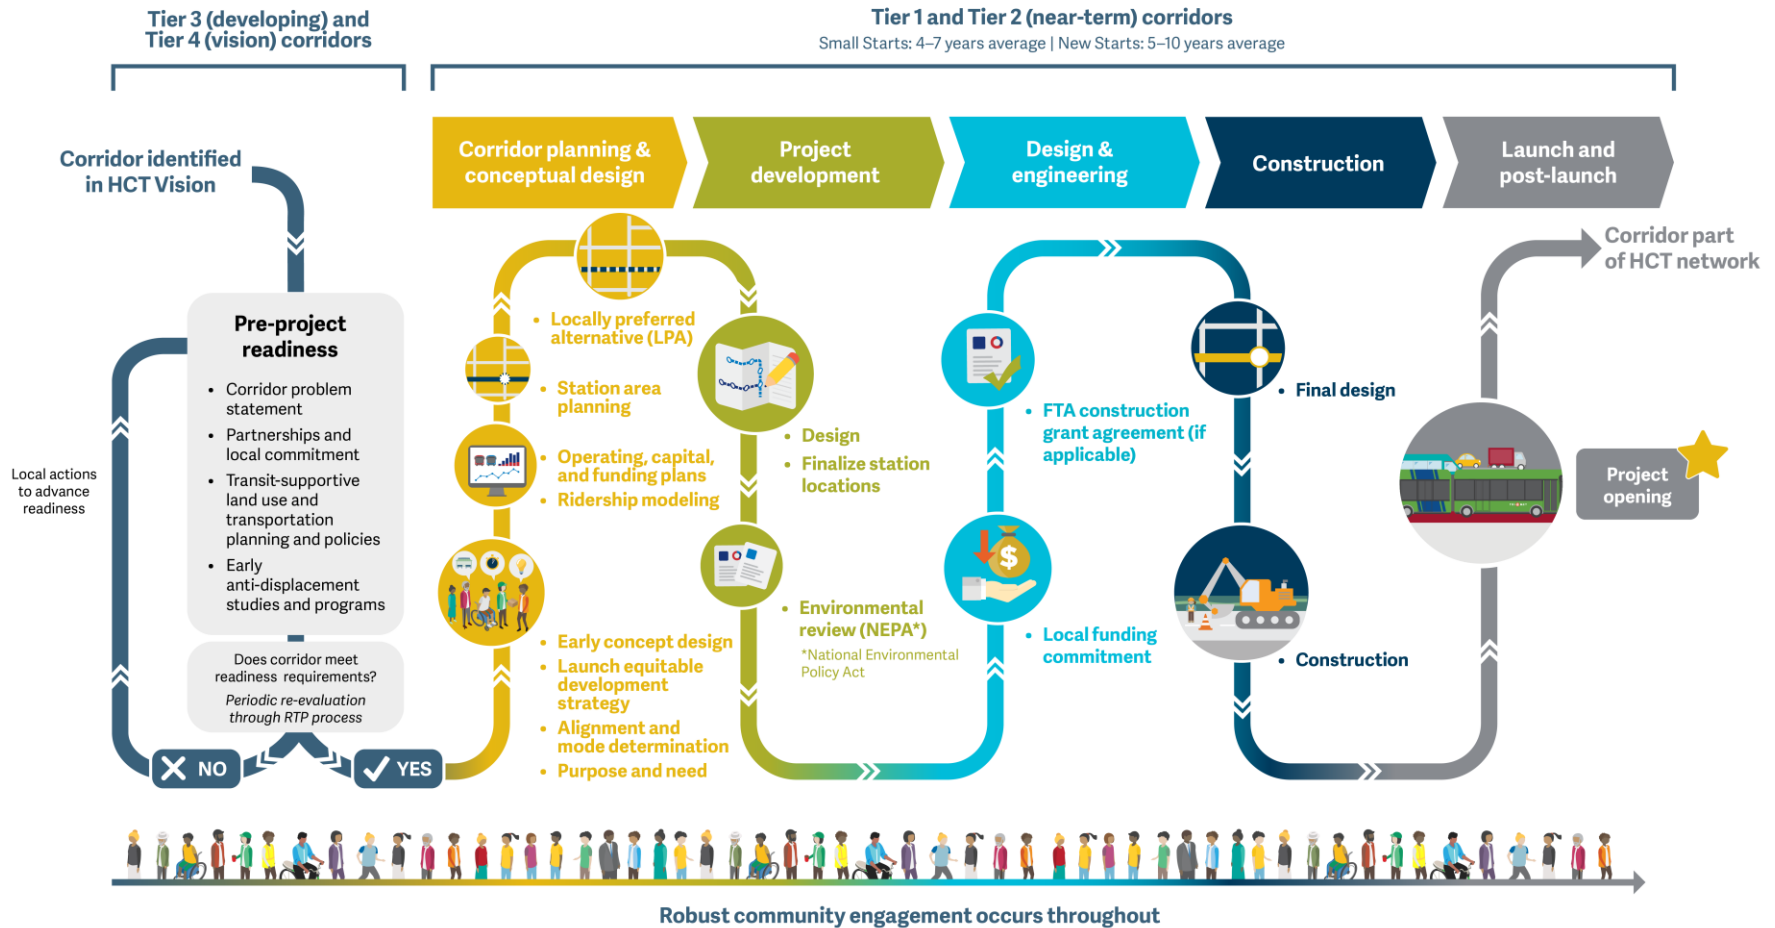 Tier 3 (developing) and
Tier 4 (vision) corridors
Tier 1 and Tier 2 (near-term) corridors
Small Starts: 4–7 years average | New Starts: 5–10 years average
Corridor identified
in HCT Vision
Pre-project
readiness
• Corridor problem
statement
• Partnerships and
local commitment
• Transit-supportive
land use and
transportation
planning and policies
• Early
anti-displacement
studies and programs
Local actions
to advance
readiness
Does corridor meet
readiness requirements?
Periodic re-evaluation
through RTP process
NO
YES
Corridor planning &
conceptual design
• Locally preferred
alternative (LPA)
• Station area
planning
• Operating, capital,
and funding plans
• Ridership modeling
• Early concept design
• Launch equitable
development
strategy
• Alignment and
mode determination
• Purpose and need
Project
development
• Design
• Finalize station
locations
• Environmental
review (NEPA*)
*National Environmental
Policy Act
Design &
engineering
• FTA construction
grant agreement (if
applicable)
$
• Local funding
commitment
Construction
• Final design
• Construction
Launch and
post-launch
Corridor part
of HCT network
Project
opening
Robust community engagement occurs throughout